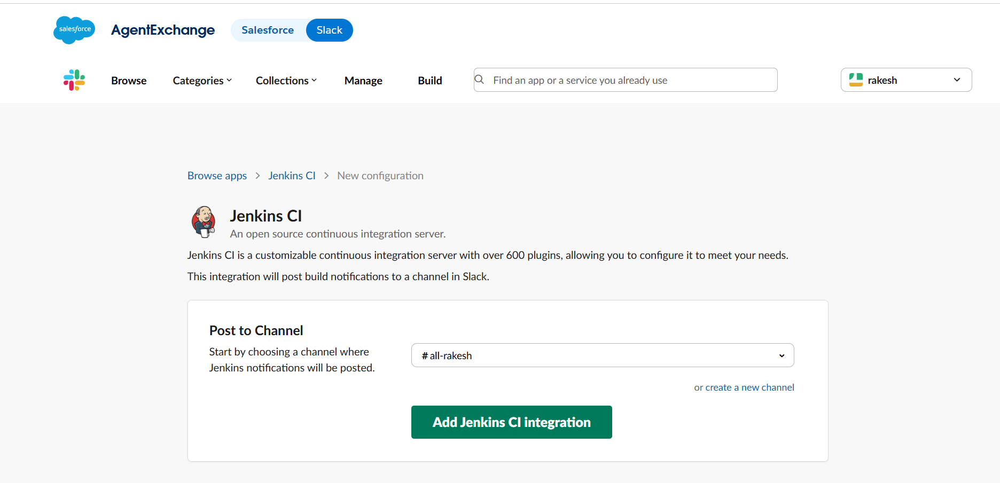 salesforce
AgentExchange
Salesforce Slack
Browse Categories Collections Manage Build Find an app or a service you already use rakesh
Browse apps > Jenkins CI > New configuration
Jenkins CI
An open source continuous integration server.
Jenkins CI is a customizable continuous integration server with over 600 plugins, allowing you to configure it to meet your needs.
This integration will post build notifications to a channel in Slack.
Post to Channel
Start by choosing a channel where
Jenkins notifications will be posted.
# all-rakesh
or create a new channel
Add Jenkins CI integration